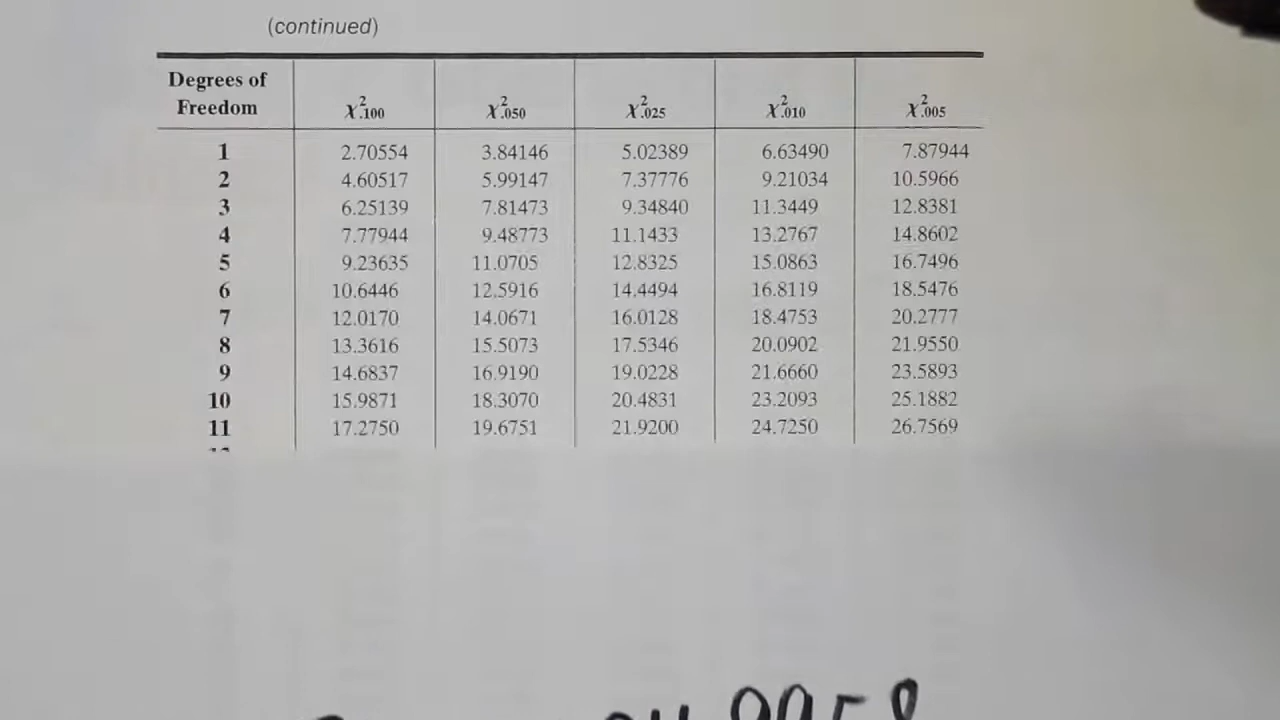 (continued)
Degrees of Freedom χ².100 χ².050 χ².025 χ².010 χ².005
1 2.70554 3.84146 5.02389 6.63490 7.87944
2 4.60517 5.99147 7.37776 9.21034 10.5966
3 6.25139 7.81473 9.34840 11.3449 12.8381
4 7.77944 9.48773 11.1433 13.2767 14.8602
5 9.23635 11.0705 12.8325 15.0863 16.7496
6 10.6446 12.5916 14.4494 16.8119 18.5476
7 12.0170 14.0671 16.0128 18.4753 20.2777
8 13.3616 15.5073 17.5346 20.0902 21.9550
9 14.6837 16.9190 19.0228 21.6660 23.5893
10 15.9871 18.3070 20.4831 23.2093 25.1882
11 17.2750 19.6751 21.9200 24.7250 26.7569